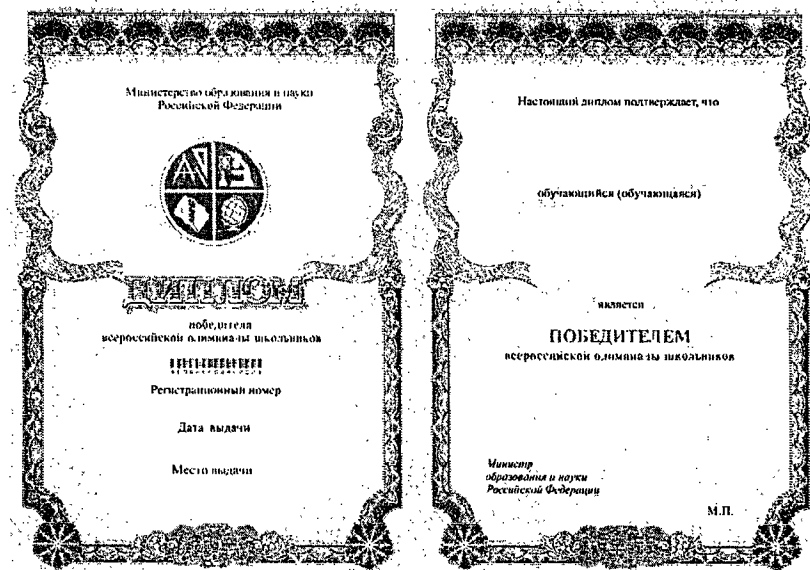 Министерство образования и науки
Российской Федерации
ДИПЛОМ
победителя
всероссийской олимпиады школьников
Регистрационный номер
Дата выдачи
Место выдачи
Настоящий диплом подтверждает, что
обучающийся (обучающаяся)
является
ПОБЕДИТЕЛЕМ
всероссийской олимпиады школьников
Министр
образования и науки
Российской Федерации
М.П.